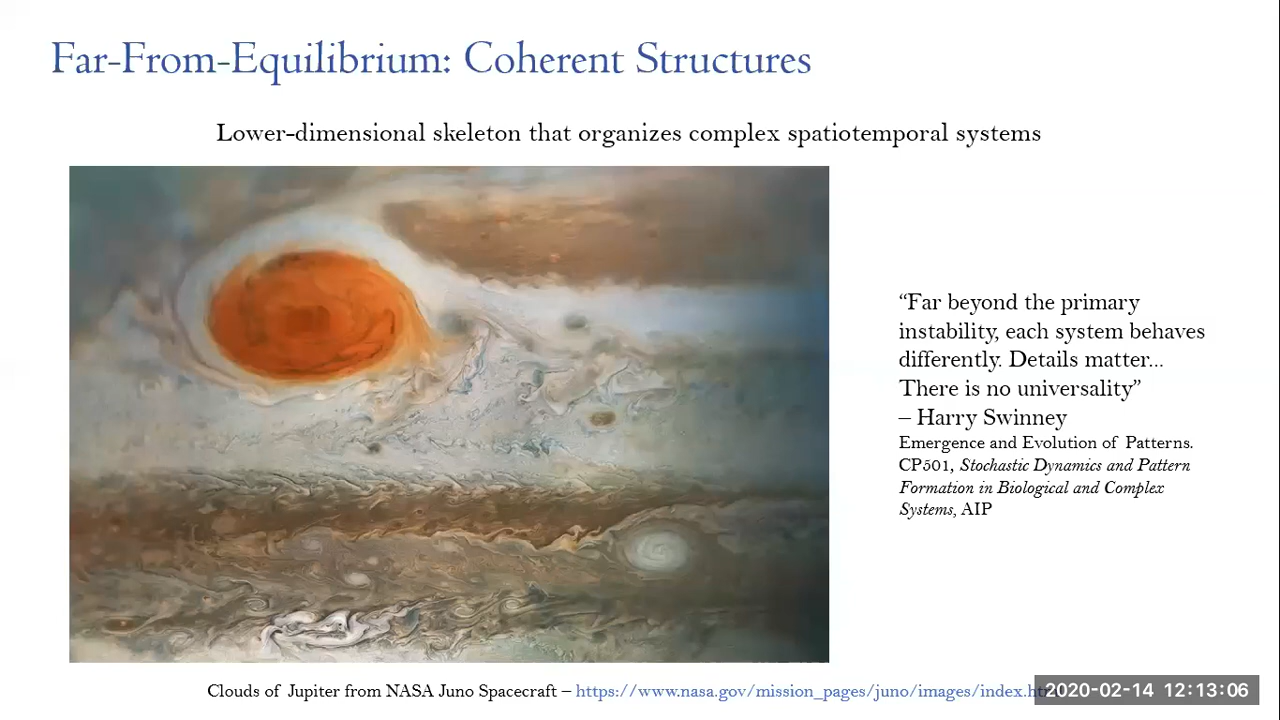 Far-From-Equilibrium: Coherent Structures
Lower-dimensional skeleton that organizes complex spatiotemporal systems
“Far beyond the primary
instability, each system behaves
differently. Details matter...
There is no universality”
– Harry Swinney
Emergence and Evolution of Patterns.
CP501, Stochastic Dynamics and Pattern
Formation in Biological and Complex
Systems, AIP
Clouds of Jupiter from NASA Juno Spacecraft – https://www.nasa.gov/mission_pages/juno/images/index.h
2020-02-14 12:13:06